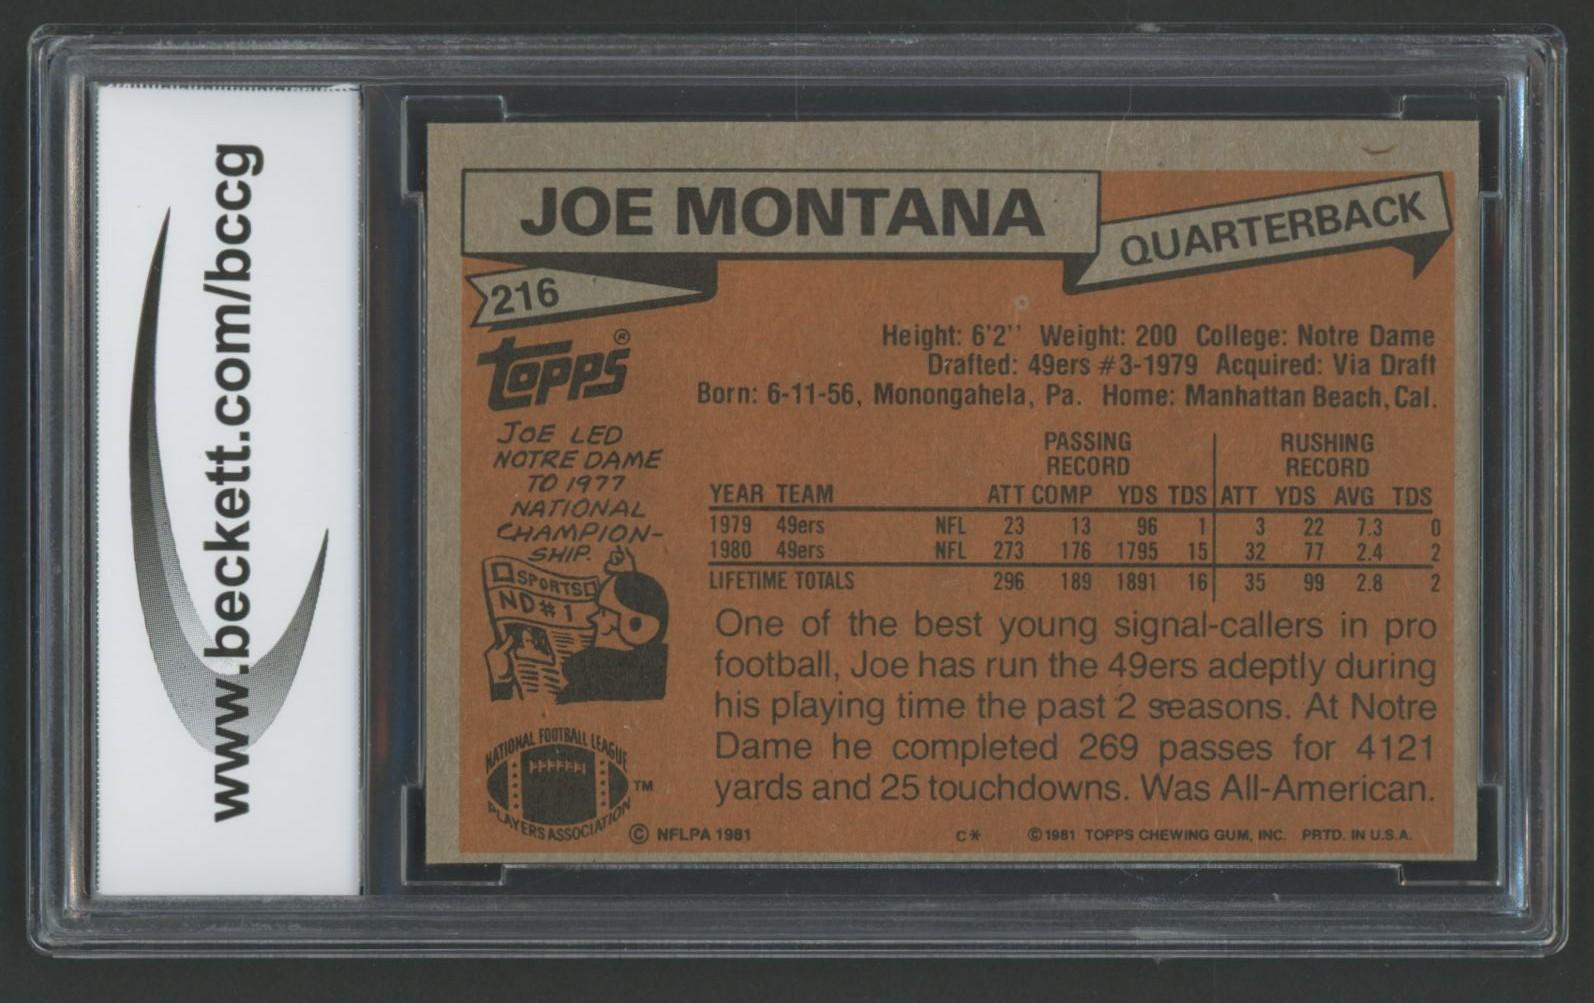 www.beckett.com/bccg
JOE MONTANA
QUARTERBACK
216
TOPPS®
Height: 6'2'' Weight: 200 College: Notre Dame
Drafted: 49ers #3-1979 Acquired: Via Draft
Born: 6-11-56, Monongahela, Pa. Home: Manhattan Beach, Cal.
JOE LED
NOTRE DAME
TO 1977
NATIONAL
CHAMPION-
SHIP.
SPORTS
ND #1
PASSING RUSHING
RECORD RECORD
YEAR TEAM ATT COMP YDS TDS ATT YDS AVG TDS
1979 49ers NFL 23 13 96 1 3 22 7.3 0
1980 49ers NFL 273 176 1795 15 32 77 2.4 2
LIFETIME TOTALS 296 189 1891 16 35 99 2.8 2
One of the best young signal-callers in pro
football, Joe has run the 49ers adeptly during
his playing time the past 2 seasons. At Notre
Dame he completed 269 passes for 4121
yards and 25 touchdowns. Was All-American.
NATIONAL FOOTBALL LEAGUE
PLAYERS ASSOCIATION
™
© NFLPA 1981
C*
©1981 TOPPS CHEWING GUM, INC. PRTD. IN U.S.A.